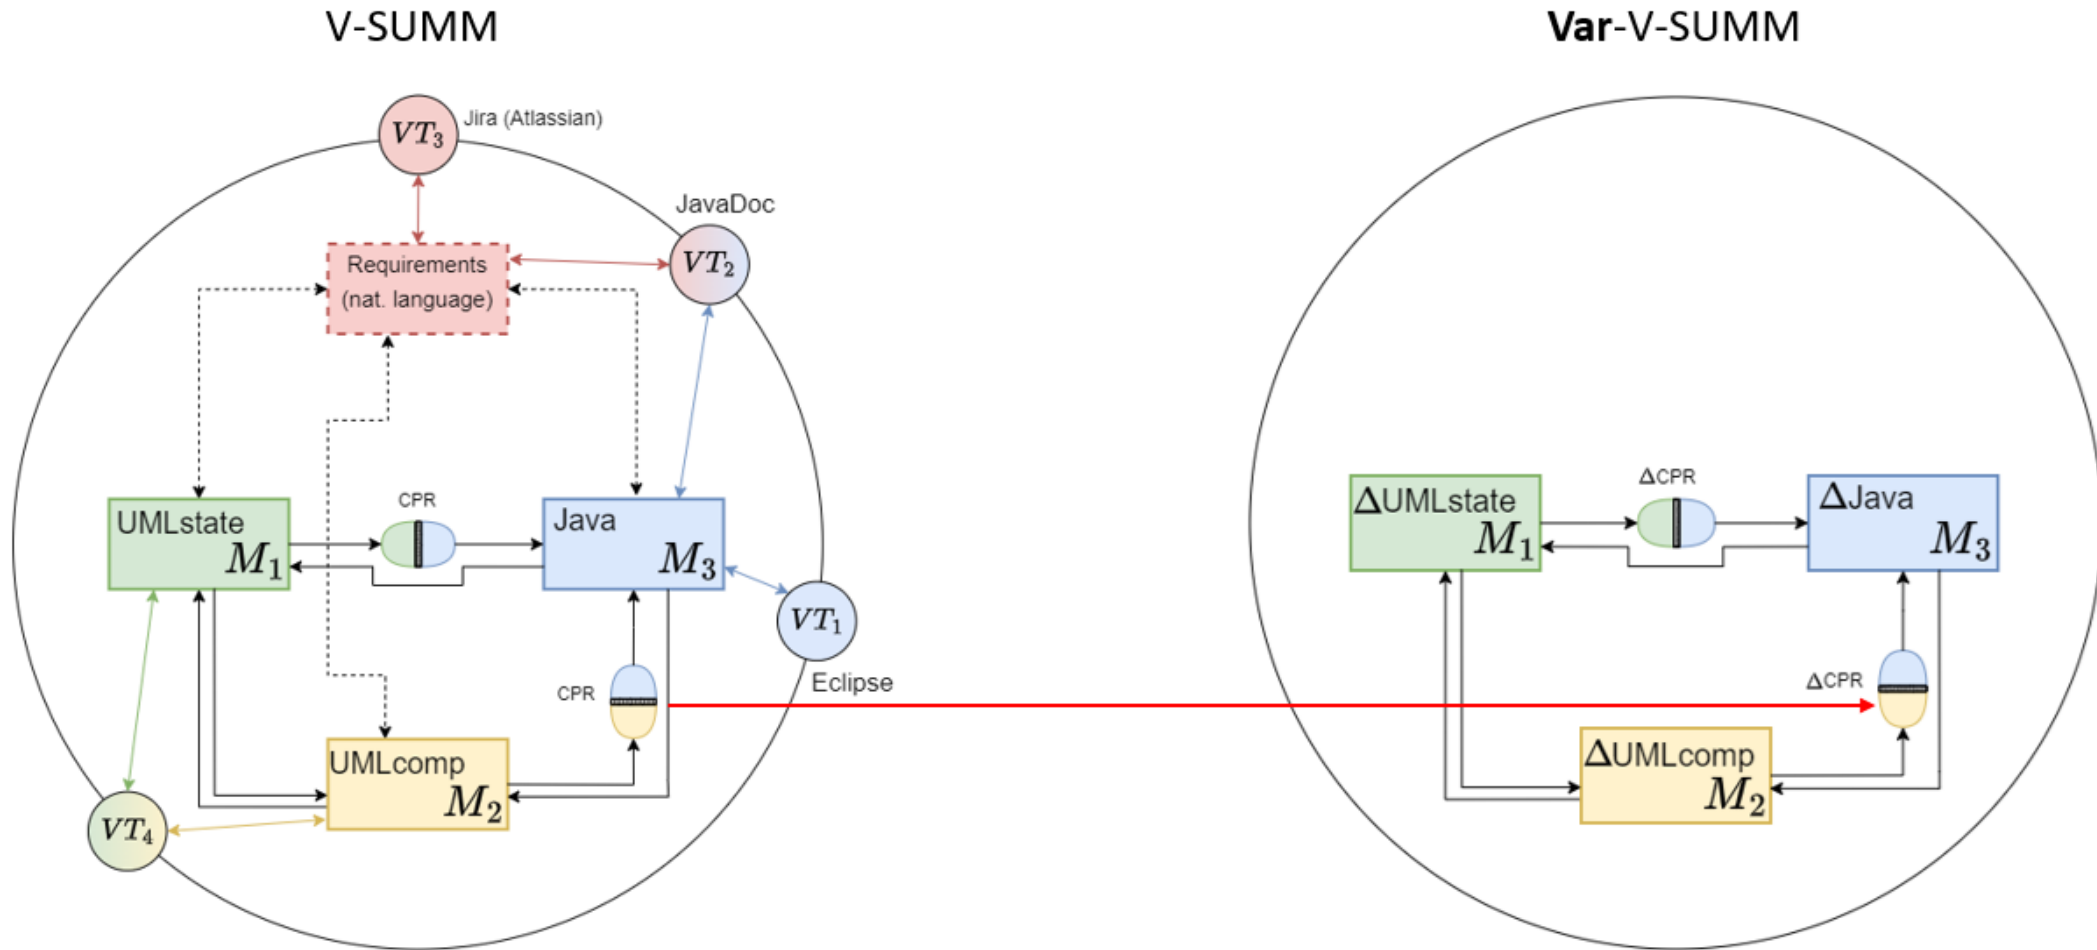 V-SUMM
Var-V-SUMM
VT₃
Jira (Atlassian)
JavaDoc
VT₂
Requirements
(nat. language)
UMLstate
M₁
CPR
Java
M₃
VT₁
Eclipse
CPR
UMLcomp
M₂
VT₄
ΔUMLstate
M₁
ΔCPR
ΔJava
M₃
ΔCPR
ΔUMLcomp
M₂